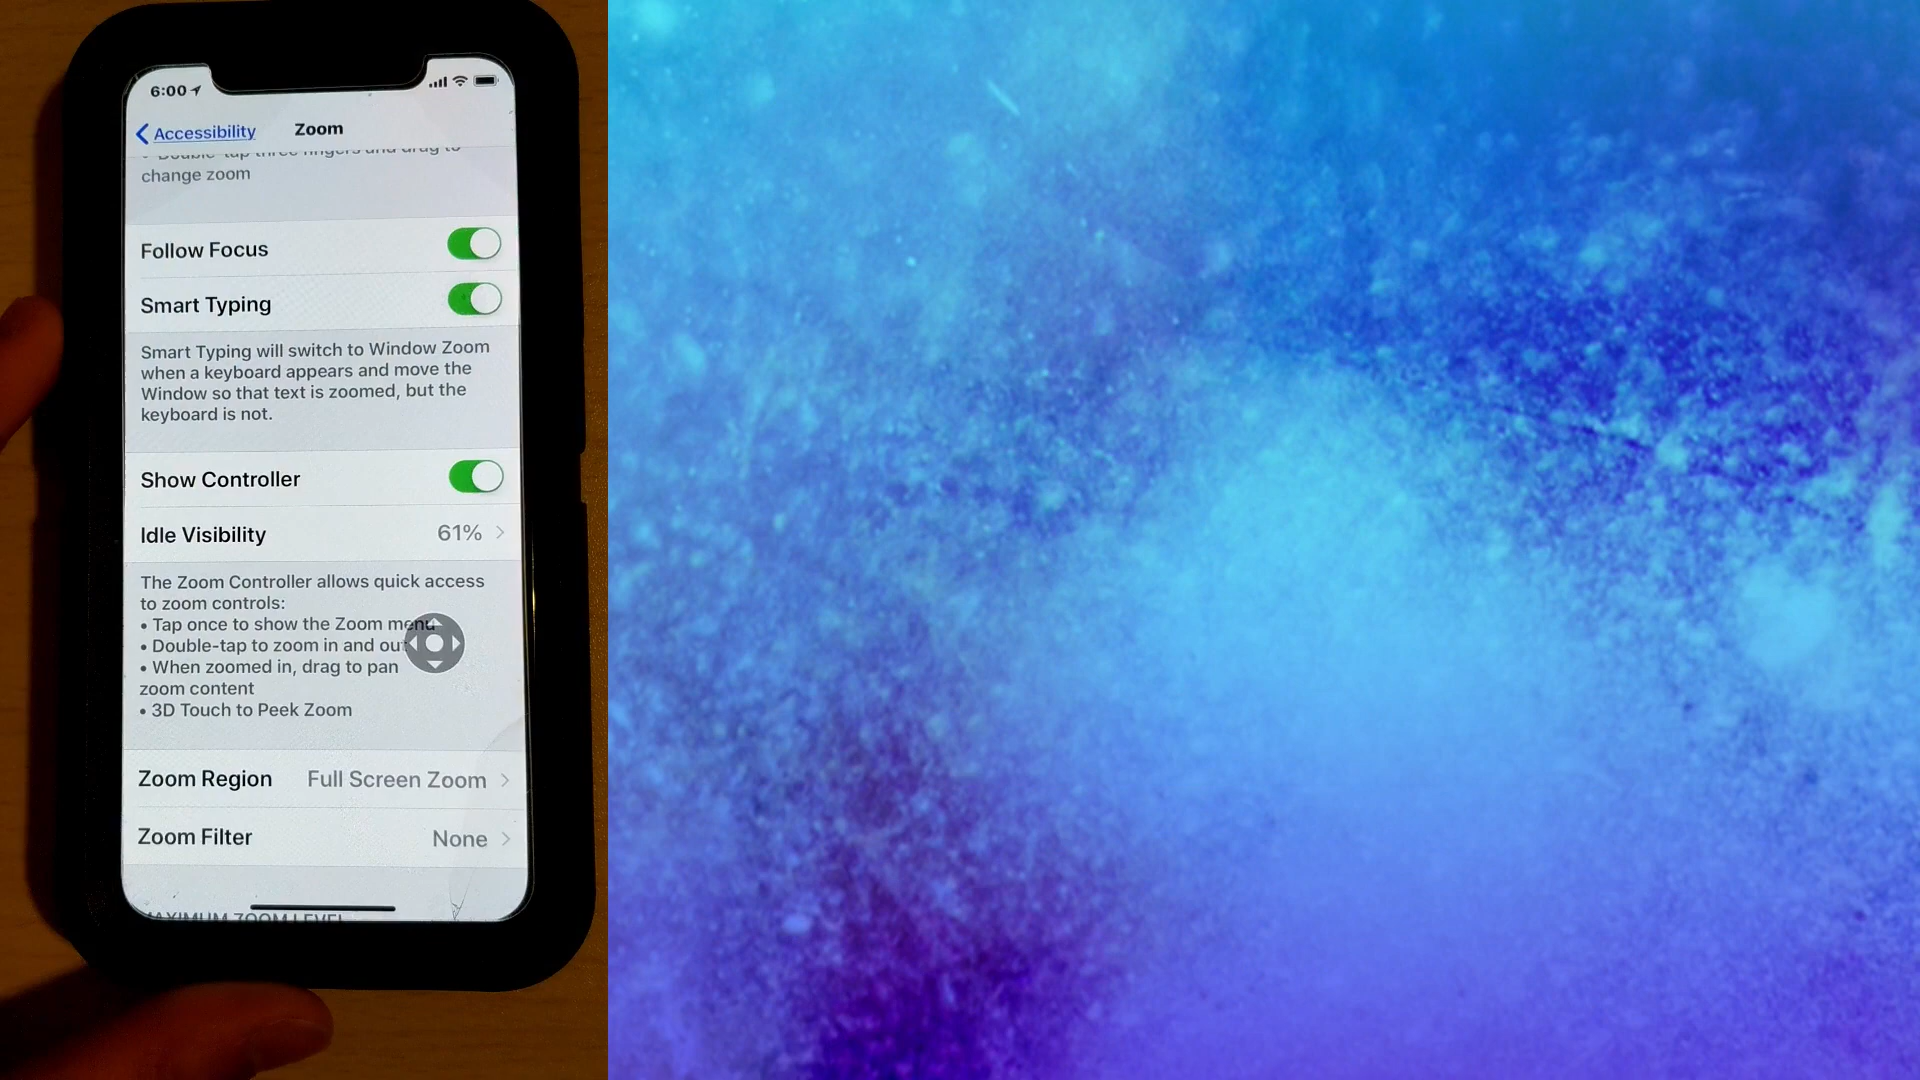 6:00
Accessibility
Zoom
• Double-tap three fingers and drag to
change zoom
Follow Focus
Smart Typing
Smart Typing will switch to Window Zoom
when a keyboard appears and move the
Window so that text is zoomed, but the
keyboard is not.
Show Controller
Idle Visibility 61%
The Zoom Controller allows quick access
to zoom controls:
• Tap once to show the Zoom menu
• Double-tap to zoom in and out
• When zoomed in, drag to pan
zoom content
• 3D Touch to Peek Zoom
Zoom Region Full Screen Zoom
Zoom Filter None
MAXIMUM ZOOM LEVEL